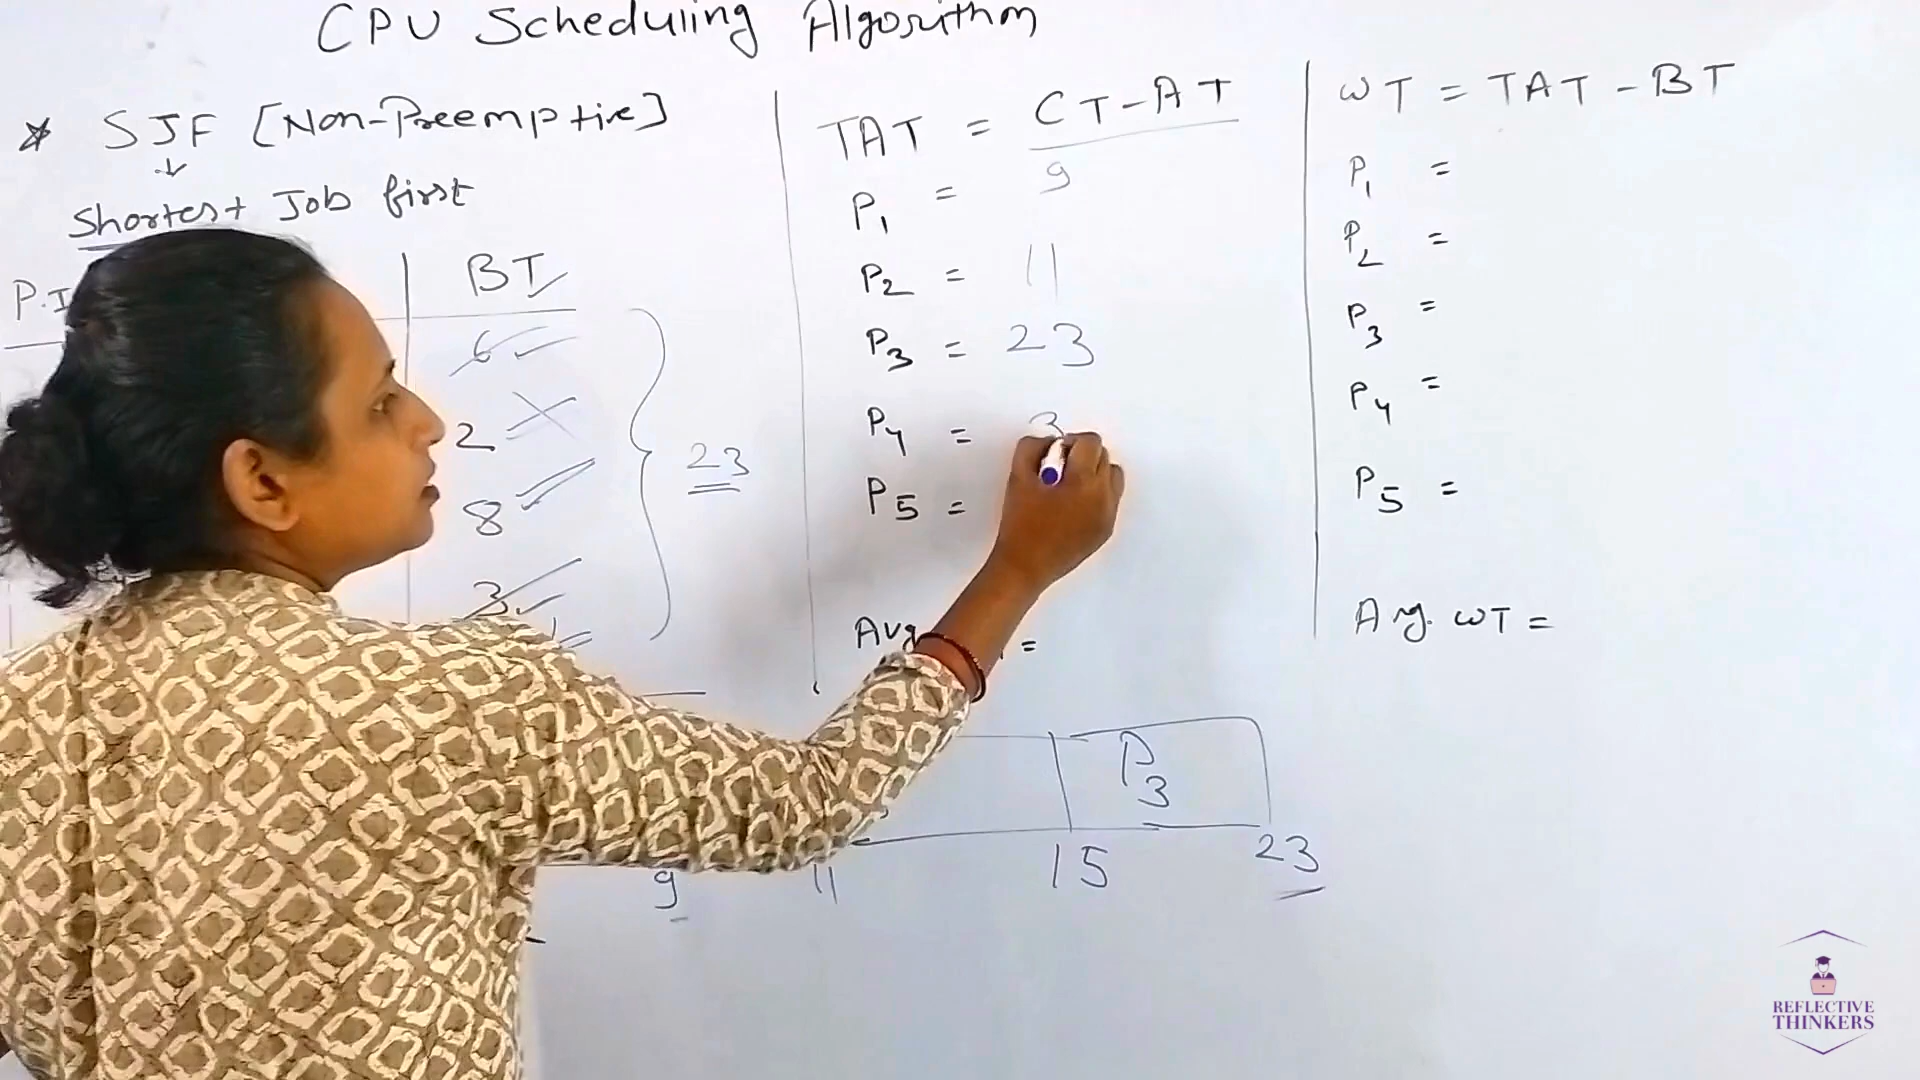 CPU Scheduling Algorithm
* SJF [Non-Preemptive]
Shortest Job first
BT
6
2
8
3
23
TAT = CT-AT
P1 = 9
P2 = 11
P3 = 23
P4 = 3
P5 =
Avg
=
WT = TAT - BT
P1 =
P2 =
P3 =
P4 =
P5 =
Avg. WT =
P3
9 11 15 23
REFLECTIVE
THINKERS